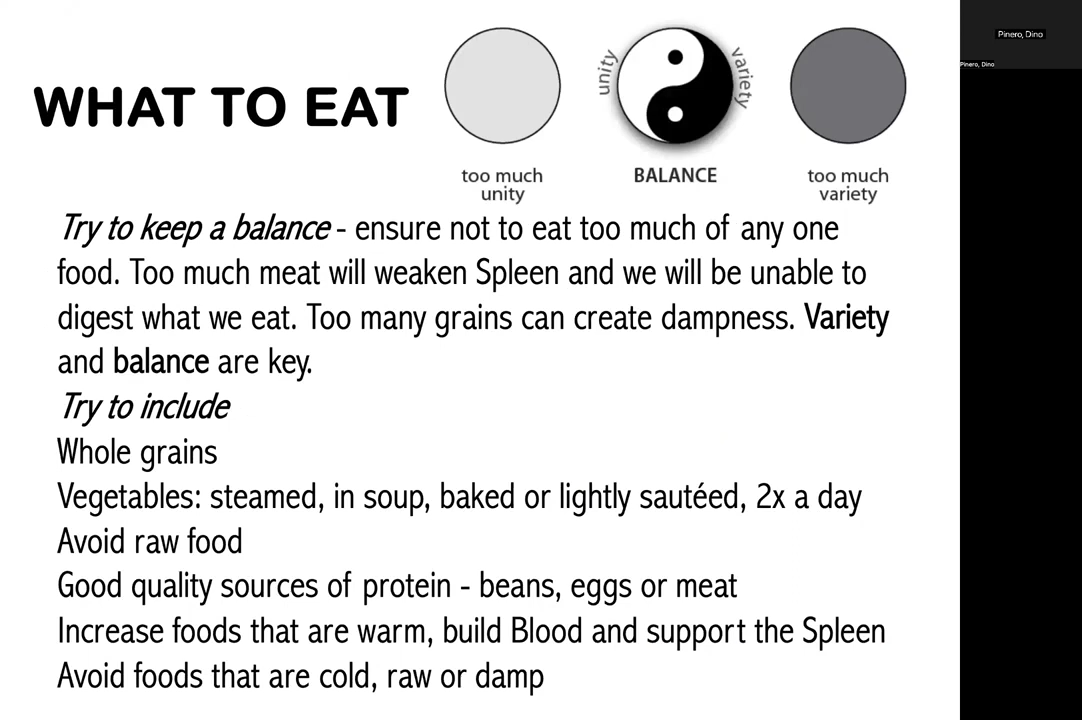 WHAT TO EAT
unity
variety
too much
unity
BALANCE
too much
variety
Try to keep a balance - ensure not to eat too much of any one
food. Too much meat will weaken Spleen and we will be unable to
digest what we eat. Too many grains can create dampness. Variety
and balance are key.
Try to include
Whole grains
Vegetables: steamed, in soup, baked or lightly sautéed, 2x a day
Avoid raw food
Good quality sources of protein - beans, eggs or meat
Increase foods that are warm, build Blood and support the Spleen
Avoid foods that are cold, raw or damp
Pinero, Dino
Pinero, Dino